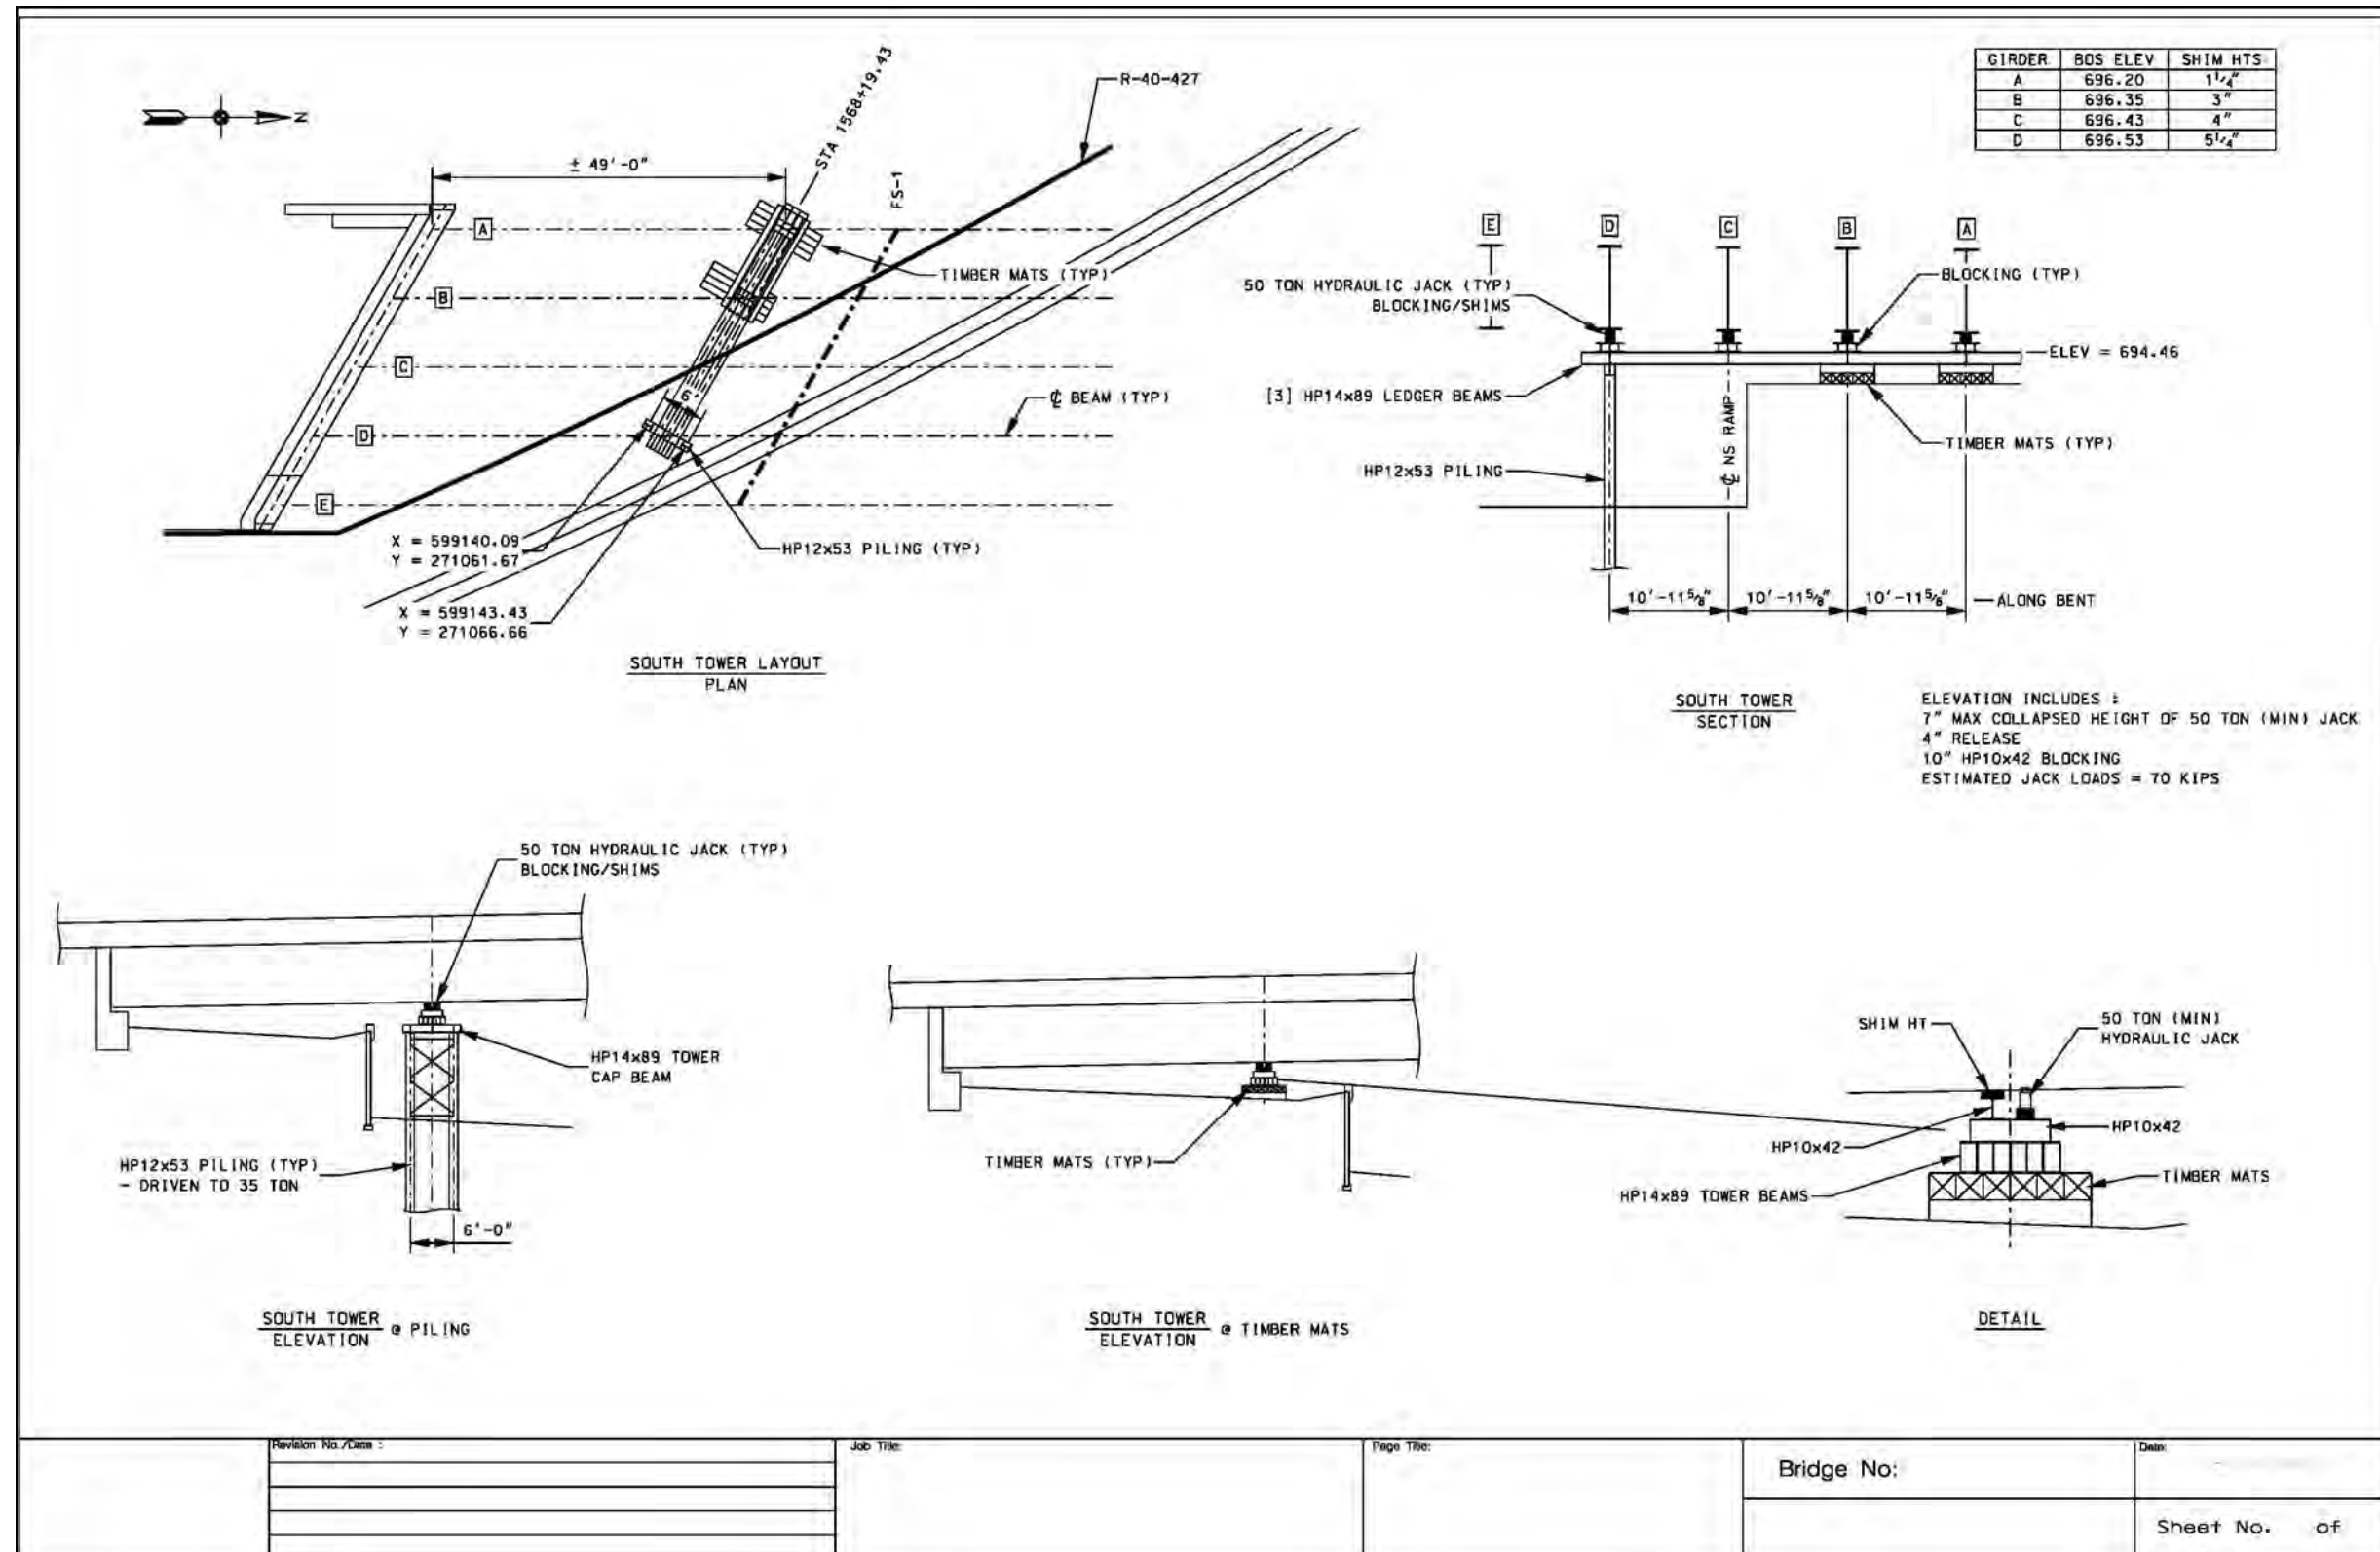 GIRDER BOS ELEV SHIM HTS
A 696.20 1 1/4"
B 696.35 3"
C 696.43 4"
D 696.53 5 1/4"
N
± 49'-0"
STA 1568+19.43
FS-1
R-40-427
A
B
C
D
E
TIMBER MATS (TYP)
6'
℄ BEAM (TYP)
X = 599140.09
Y = 271061.67
X = 599143.43
Y = 271066.66
HP12x53 PILING (TYP)
SOUTH TOWER LAYOUT
PLAN
E
D
C
B
A
50 TON HYDRAULIC JACK (TYP)
BLOCKING/SHIMS
BLOCKING (TYP)
ELEV = 694.46
[3] HP14x89 LEDGER BEAMS
℄ NS RAMP
TIMBER MATS (TYP)
HP12x53 PILING
10'-11 5/8" 10'-11 5/8" 10'-11 5/8" ALONG BENT
SOUTH TOWER
SECTION
ELEVATION INCLUDES :
7" MAX COLLAPSED HEIGHT OF 50 TON (MIN) JACK
4" RELEASE
10" HP10x42 BLOCKING
ESTIMATED JACK LOADS = 70 KIPS
50 TON HYDRAULIC JACK (TYP)
BLOCKING/SHIMS
HP14x89 TOWER
CAP BEAM
HP12x53 PILING (TYP)
- DRIVEN TO 35 TON
6'-0"
SOUTH TOWER
ELEVATION @ PILING
TIMBER MATS (TYP)
SOUTH TOWER
ELEVATION @ TIMBER MATS
SHIM HT
50 TON (MIN)
HYDRAULIC JACK
HP10x42
HP10x42
HP14x89 TOWER BEAMS
TIMBER MATS
DETAIL
Revision No./Date :
Job Title:
Page Title:
Bridge No:
Date:
Sheet No. of